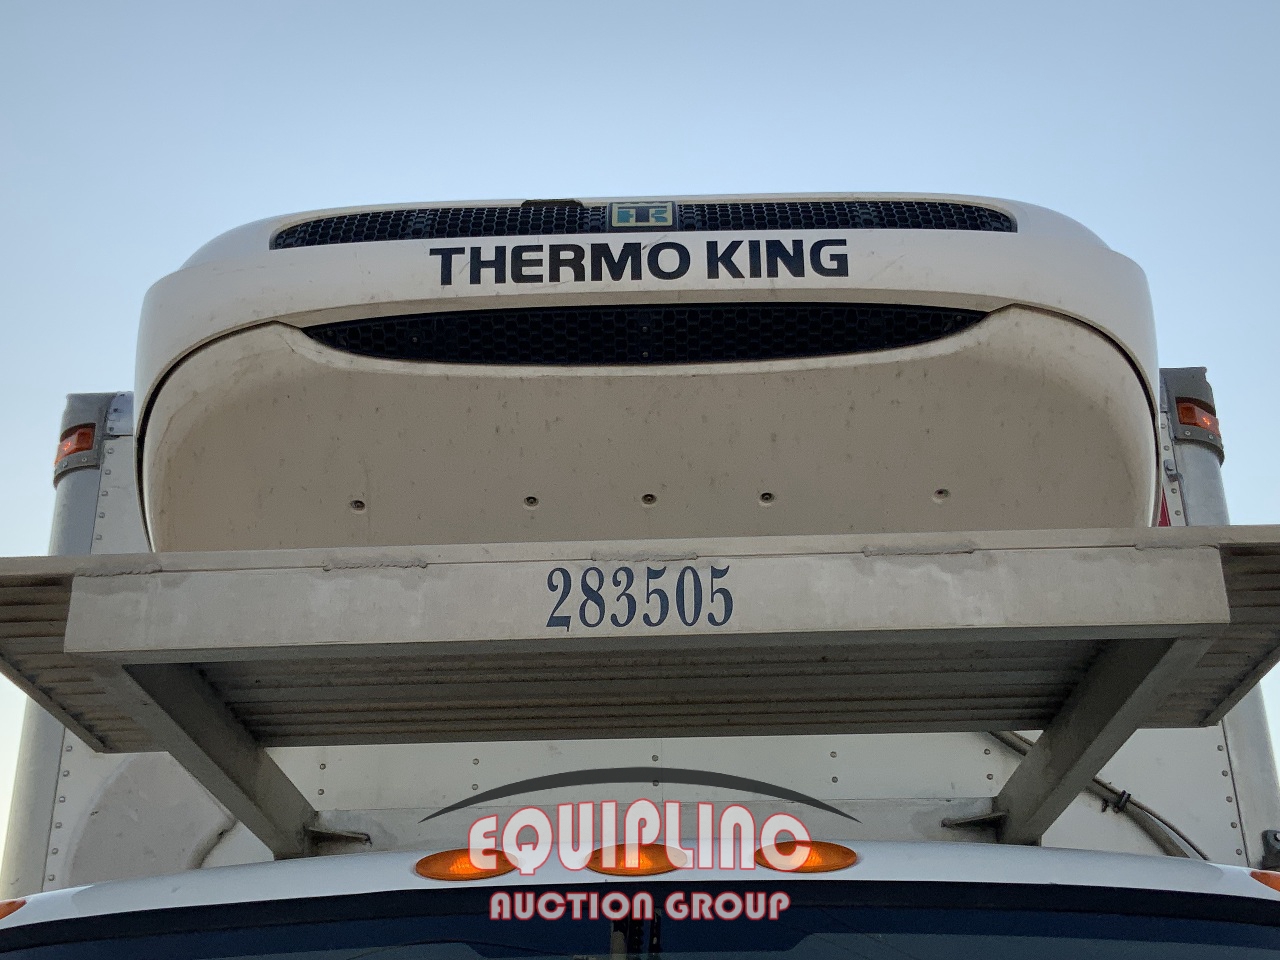 TK
THERMO KING
283505
EQUIPLINC
AUCTION GROUP